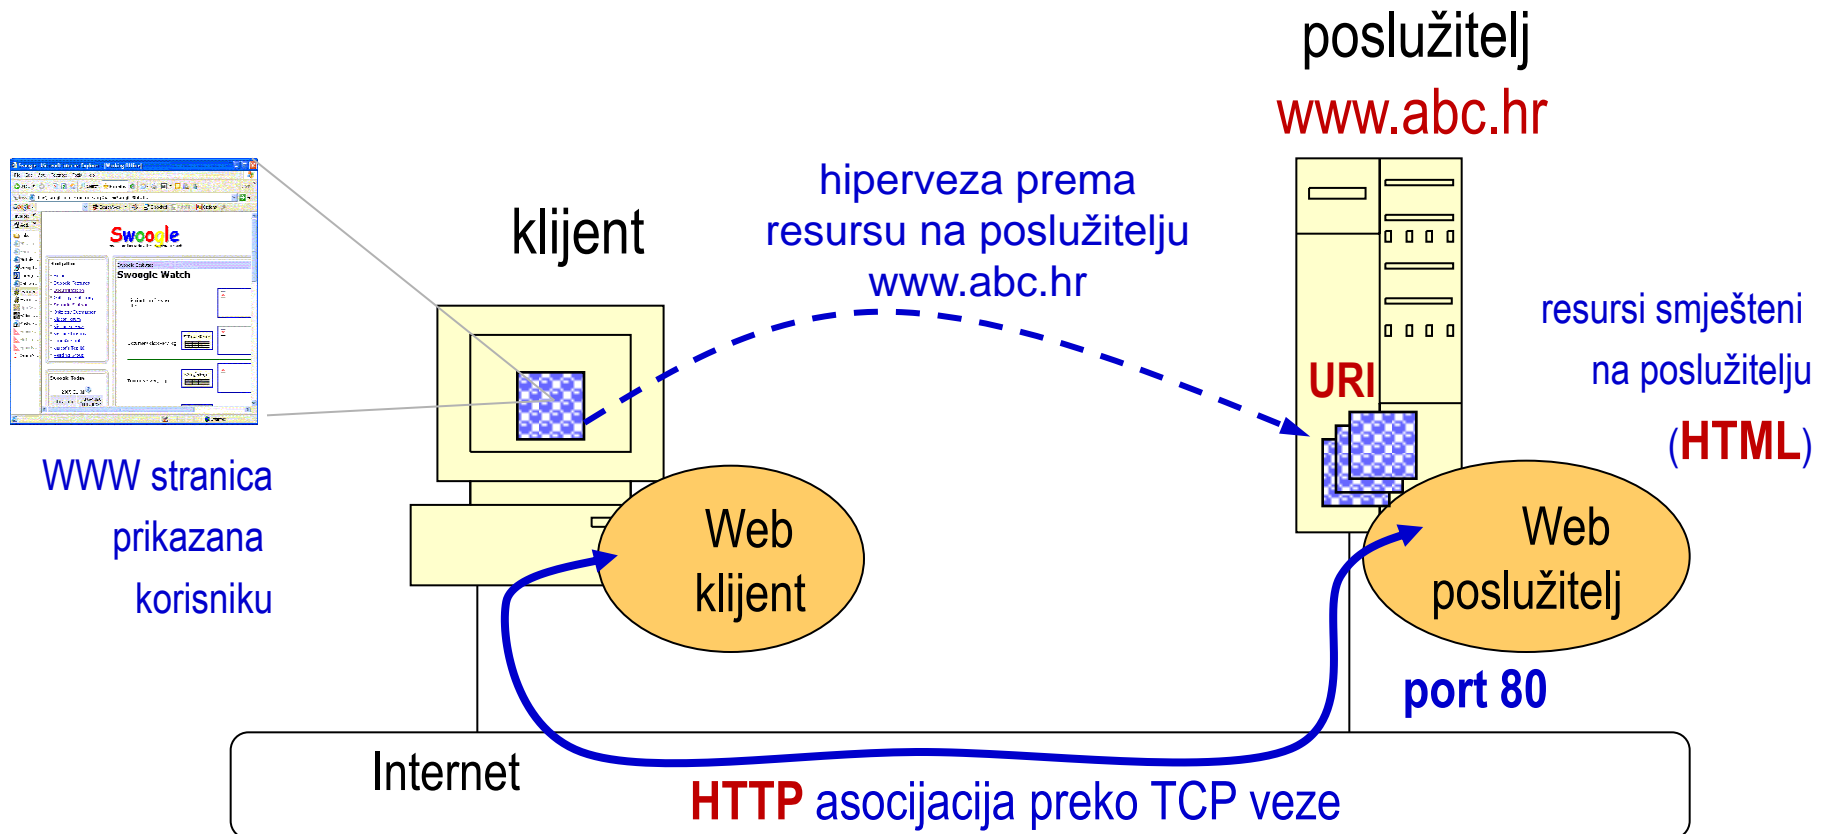 poslužitelj
www.abc.hr
hiperveza prema
resursu na poslužitelju
www.abc.hr
klijent
Swoogle
Swoogle Watch
resursi smješteni
na poslužitelju
(HTML)
URI
WWW stranica
prikazana
korisniku
Web
klijent
Web
poslužitelj
port 80
Internet
HTTP asocijacija preko TCP veze